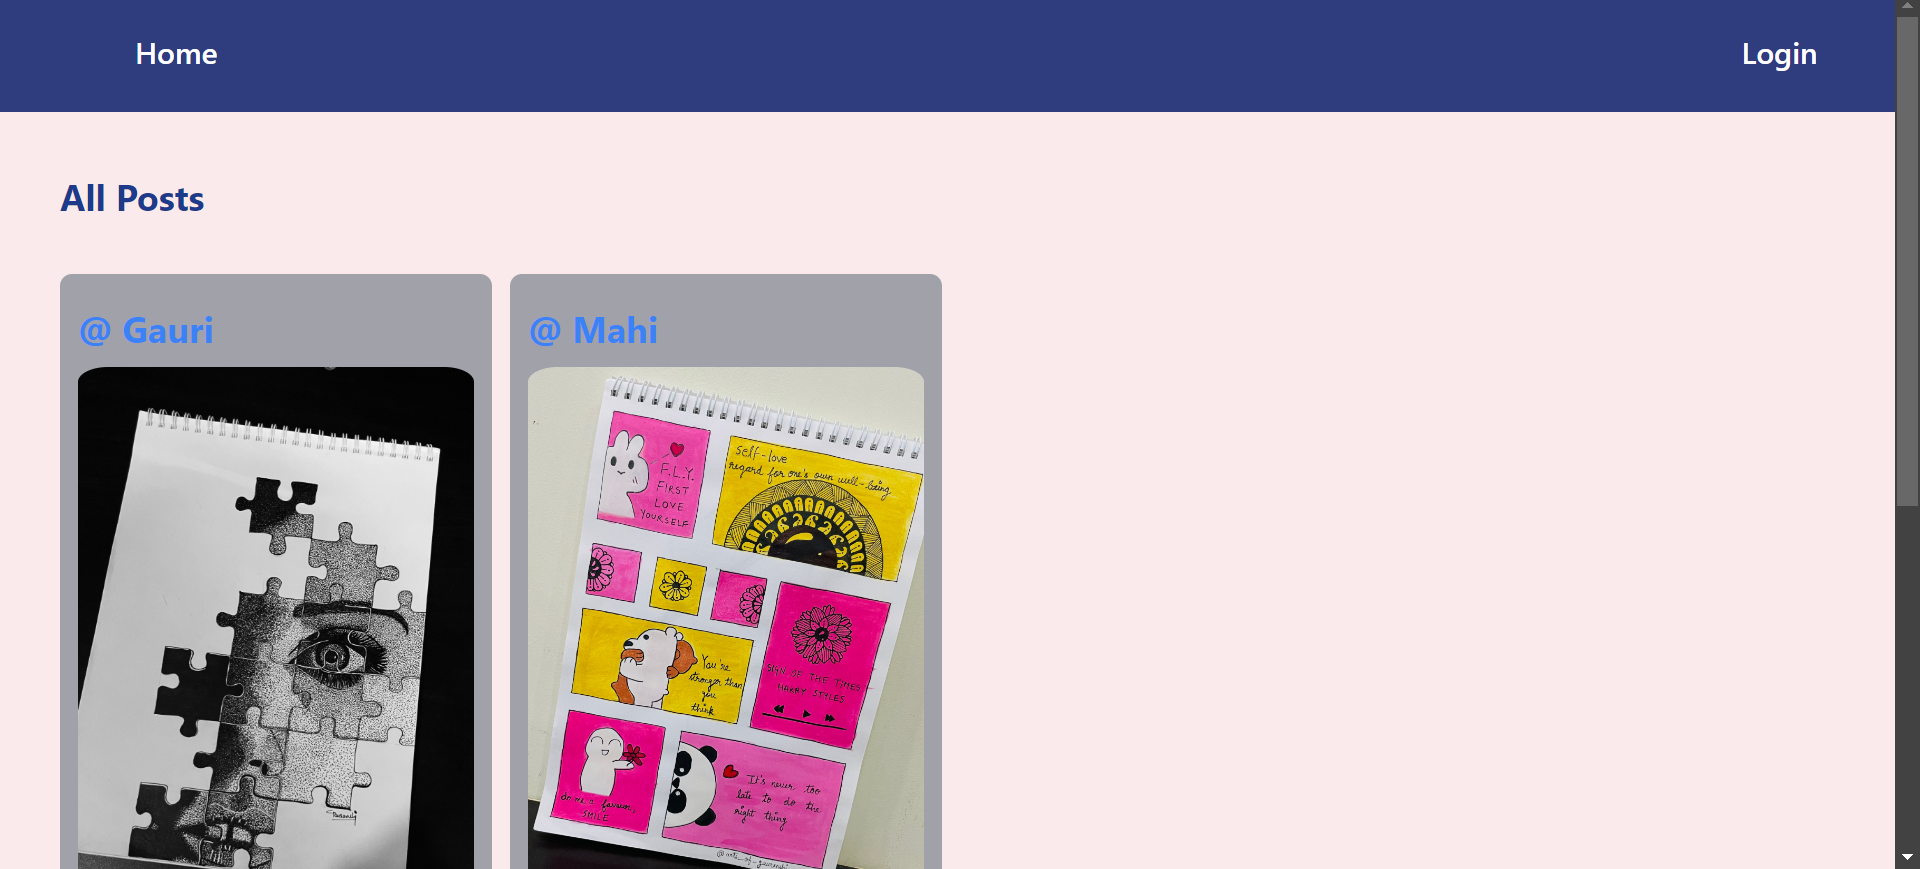 Home
Login
All Posts
@ Gauri
@ Mahi
F.L.Y.
FIRST
LOVE
YOURSELF
self-love
regard for one's own well-being
You're
stronger than
you
think
SIGN OF THE TIMES
HARRY STYLES
do me a favour,
SMILE
It's never too
late to do the
right thing